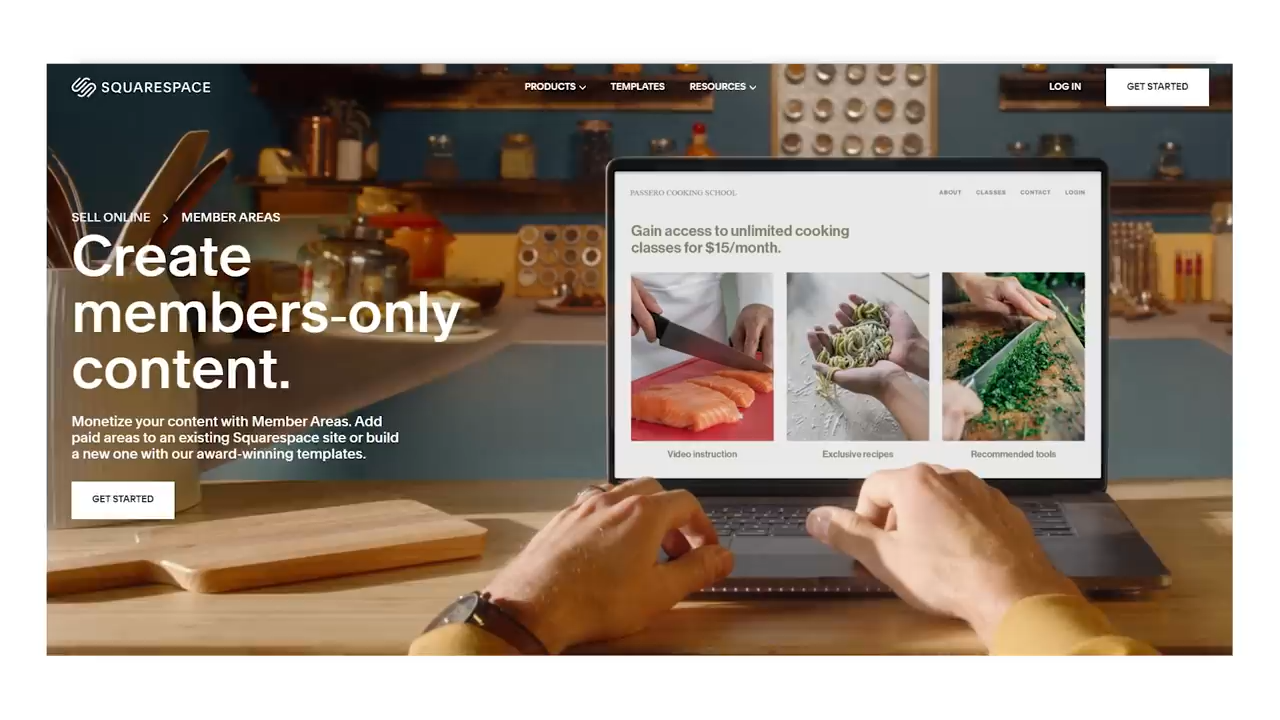 SQUARESPACE
PRODUCTS
TEMPLATES
RESOURCES
LOG IN
GET STARTED
SELL ONLINE > MEMBER AREAS
Create
members-only
content.
Monetize your content with Member Areas. Add
paid areas to an existing Squarespace site or build
a new one with our award-winning templates.
GET STARTED
PASSERO COOKING SCHOOL
ABOUT
CLASSES
CONTACT
LOGIN
Gain access to unlimited cooking
classes for $15/month.
Video instruction
Exclusive recipes
Recommended tools